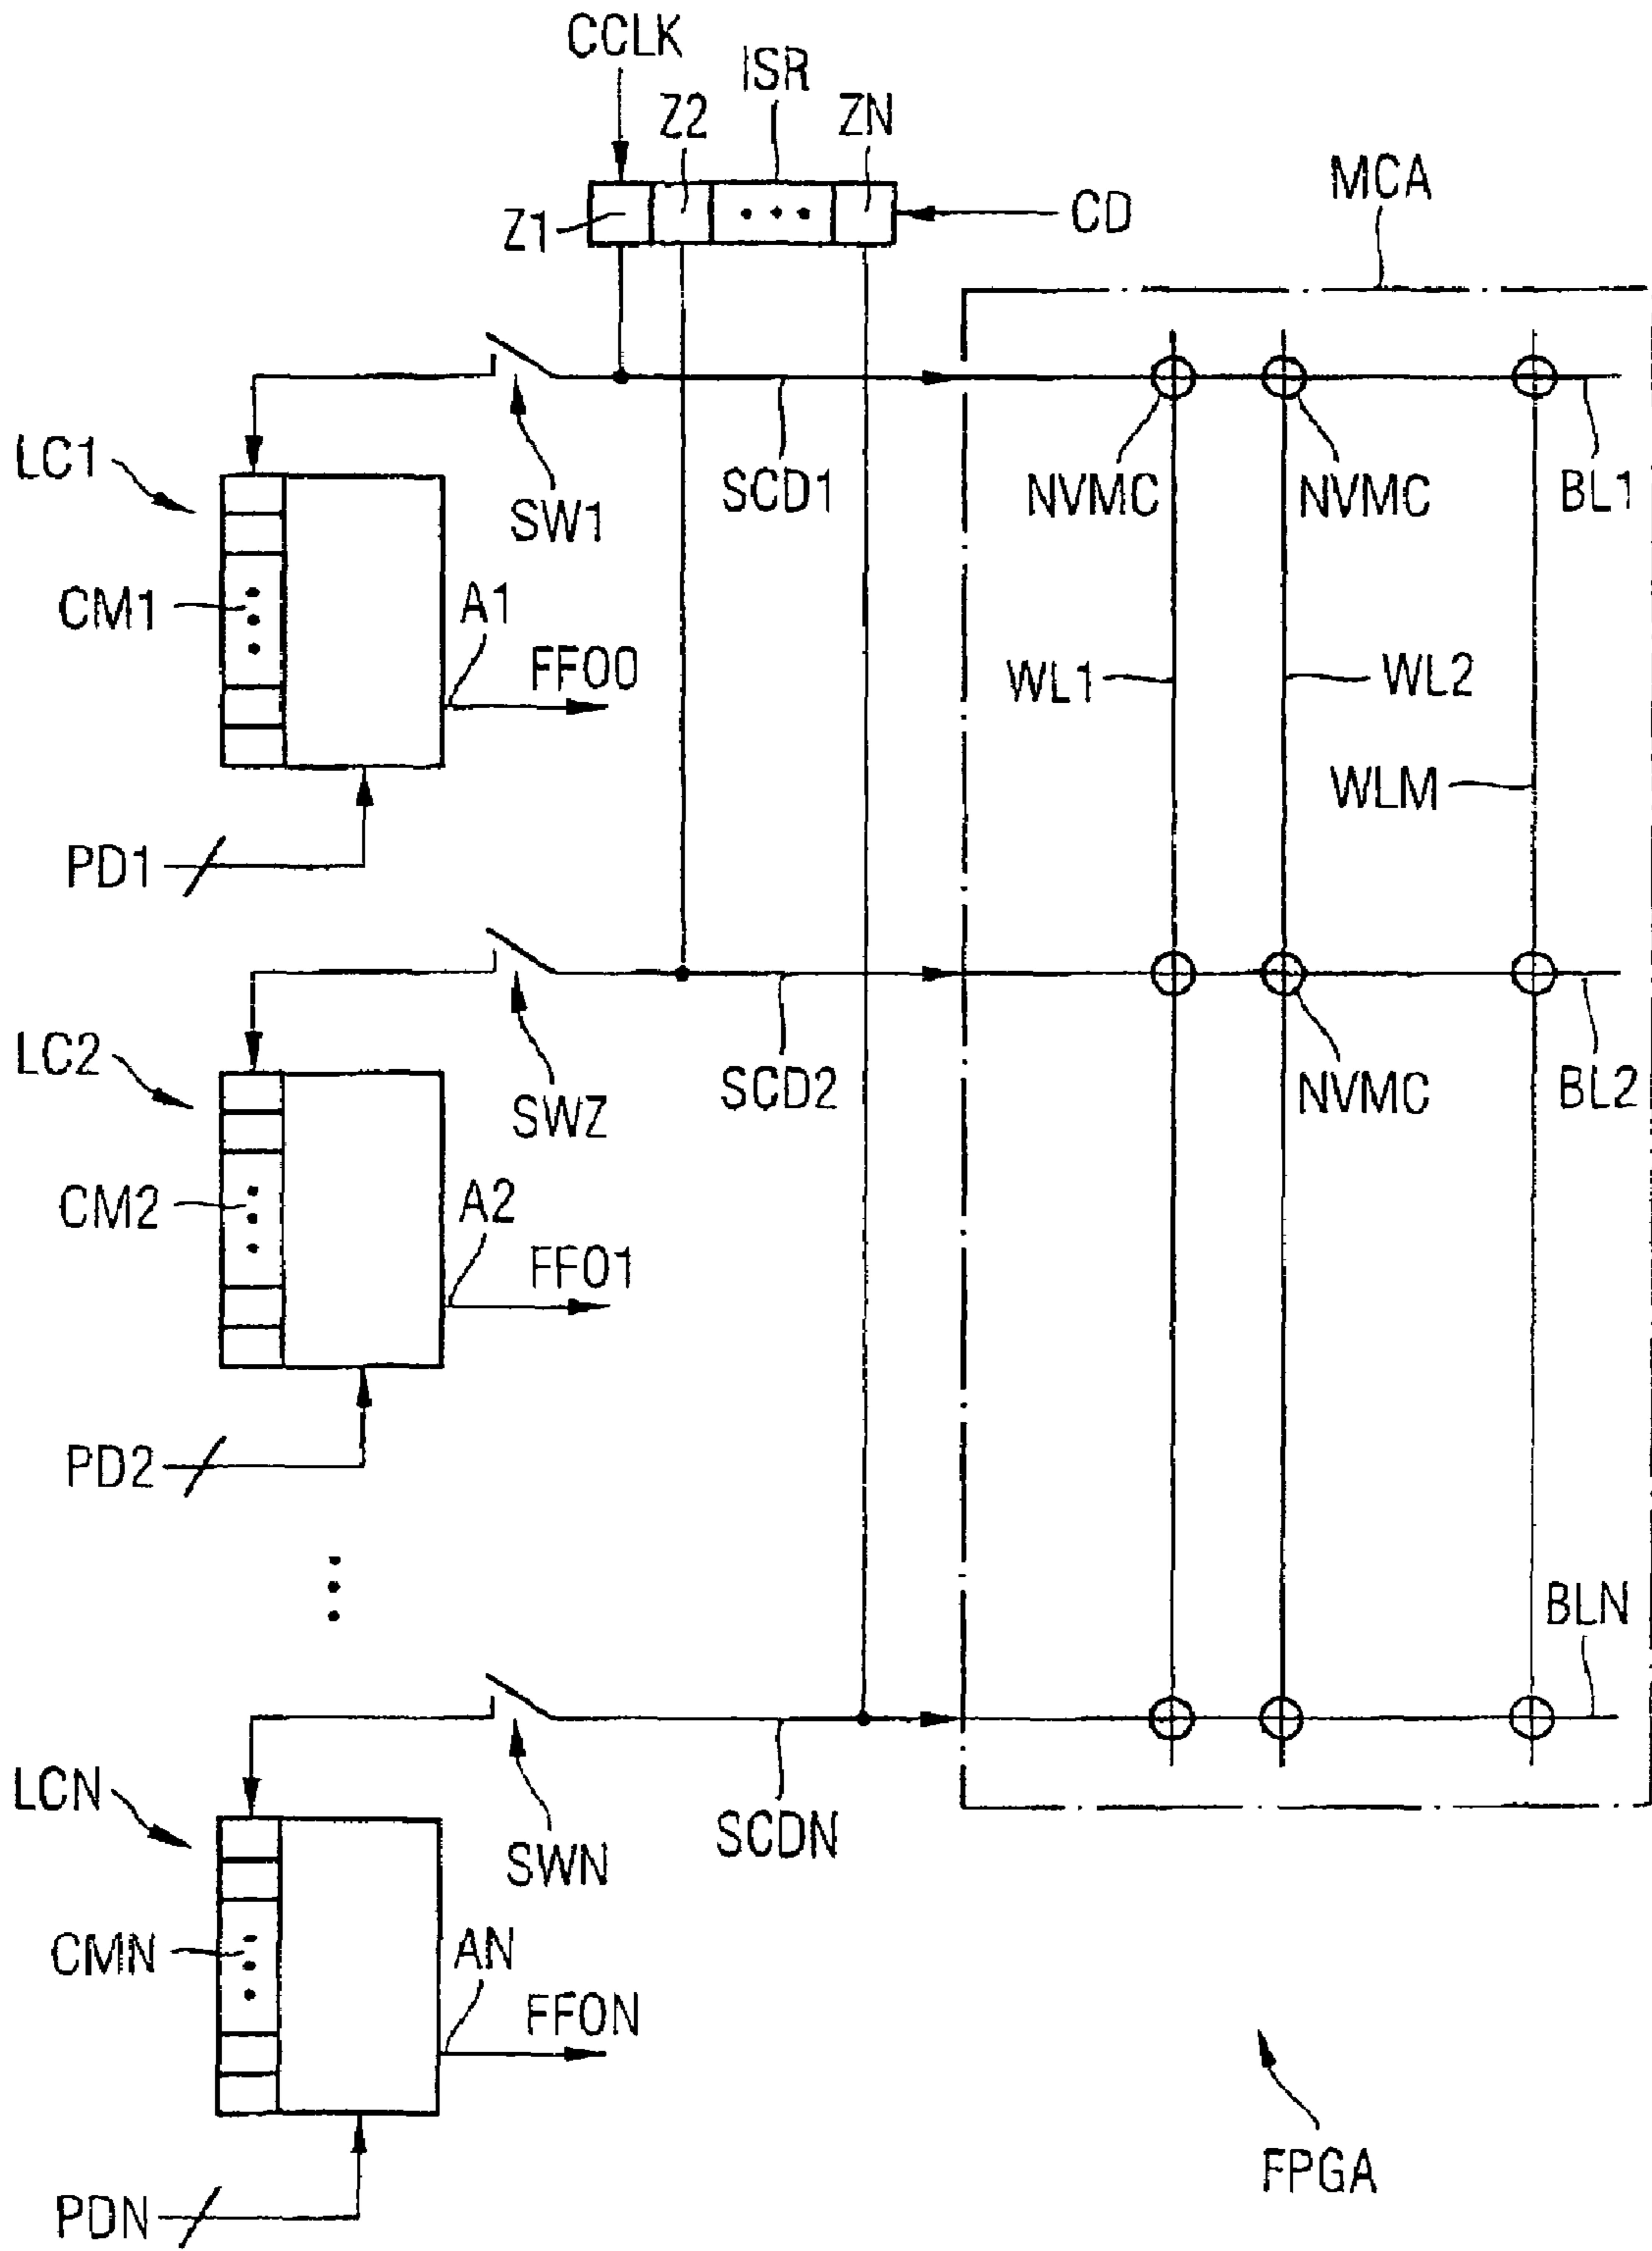 CCLK
ISR
Z2
ZN
MCA
Z1
CD
LC1
SW1
SCD1
NVMC
NVMC
BL1
CM1
A1
FF00
WL1
WL2
WLM
PD1
LC2
SWZ
SCD2
NVMC
BL2
CM2
A2
FF01
PD2
BLN
LCN
SWN
SCDN
CMN
AN
FF0N
FPGA
PDN